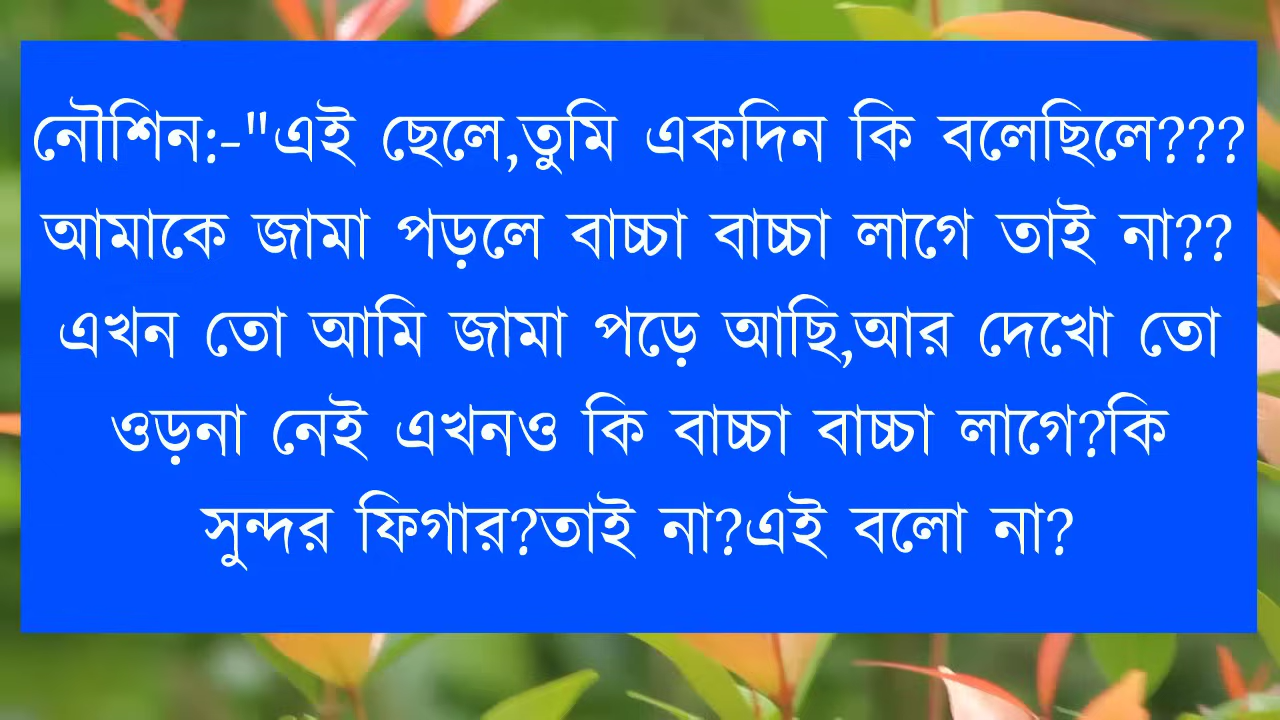 নৌশিন:-"এই ছেলে,তুমি একদিন কি বলেছিলে???
আমাকে জামা পড়লে বাচ্চা বাচ্চা লাগে তাই না??
এখন তো আমি জামা পড়ে আছি,আর দেখো তো
ওড়না নেই এখনও কি বাচ্চা বাচ্চা লাগে?কি
সুন্দর ফিগার?তাই না?এই বলো না?